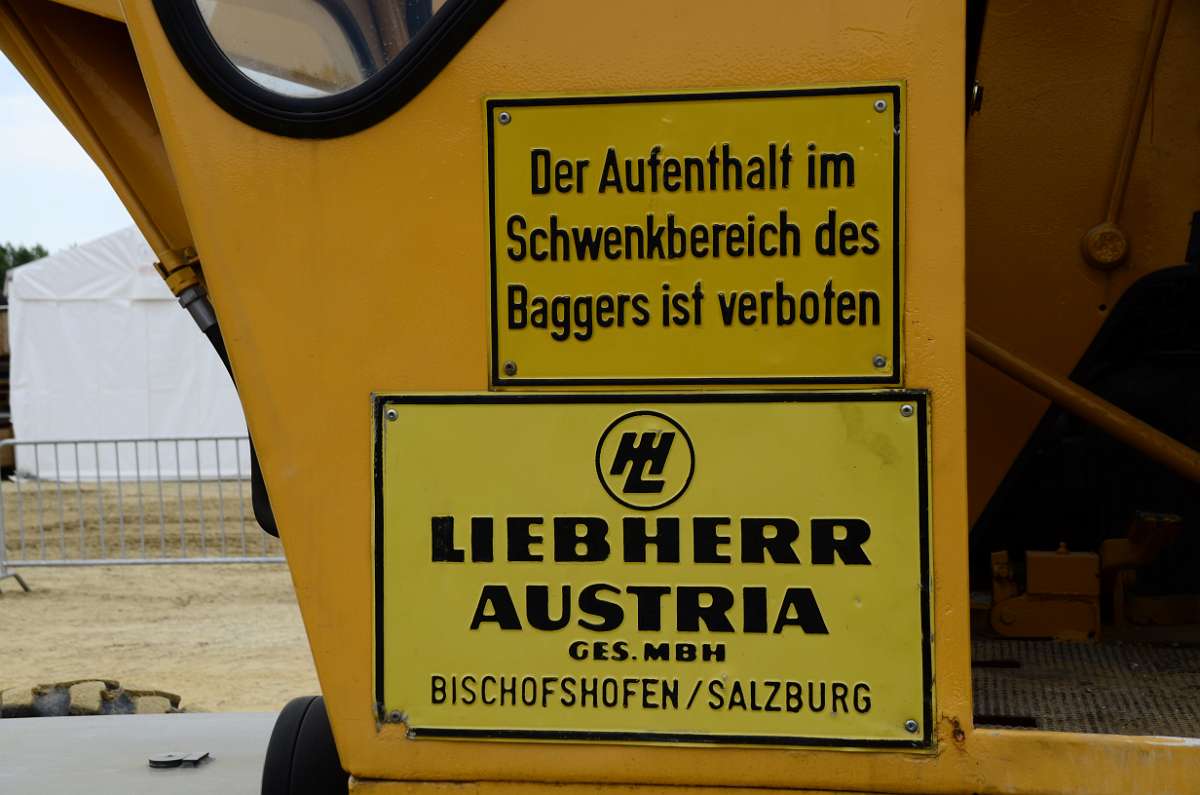 Der Aufenthalt im
Schwenkbereich des
Baggers ist verboten
HL
LIEBHERR
AUSTRIA
GES.MBH
BISCHOFSHOFEN/SALZBURG